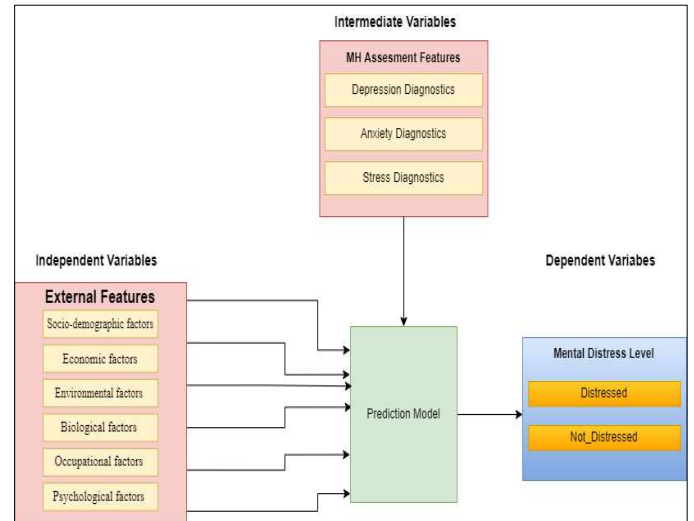 Intermediate Variables
MH Assesment Features
Depression Diagnostics
Anxiety Diagnostics
Stress Diagnostics
Independent Variables
External Features
Socio-demographic factors
Economic factors
Environmental factors
Biological factors
Occupational factors
Psychological factors
Prediction Model
Dependent Variabes
Mental Distress Level
Distressed
Not_Distressed